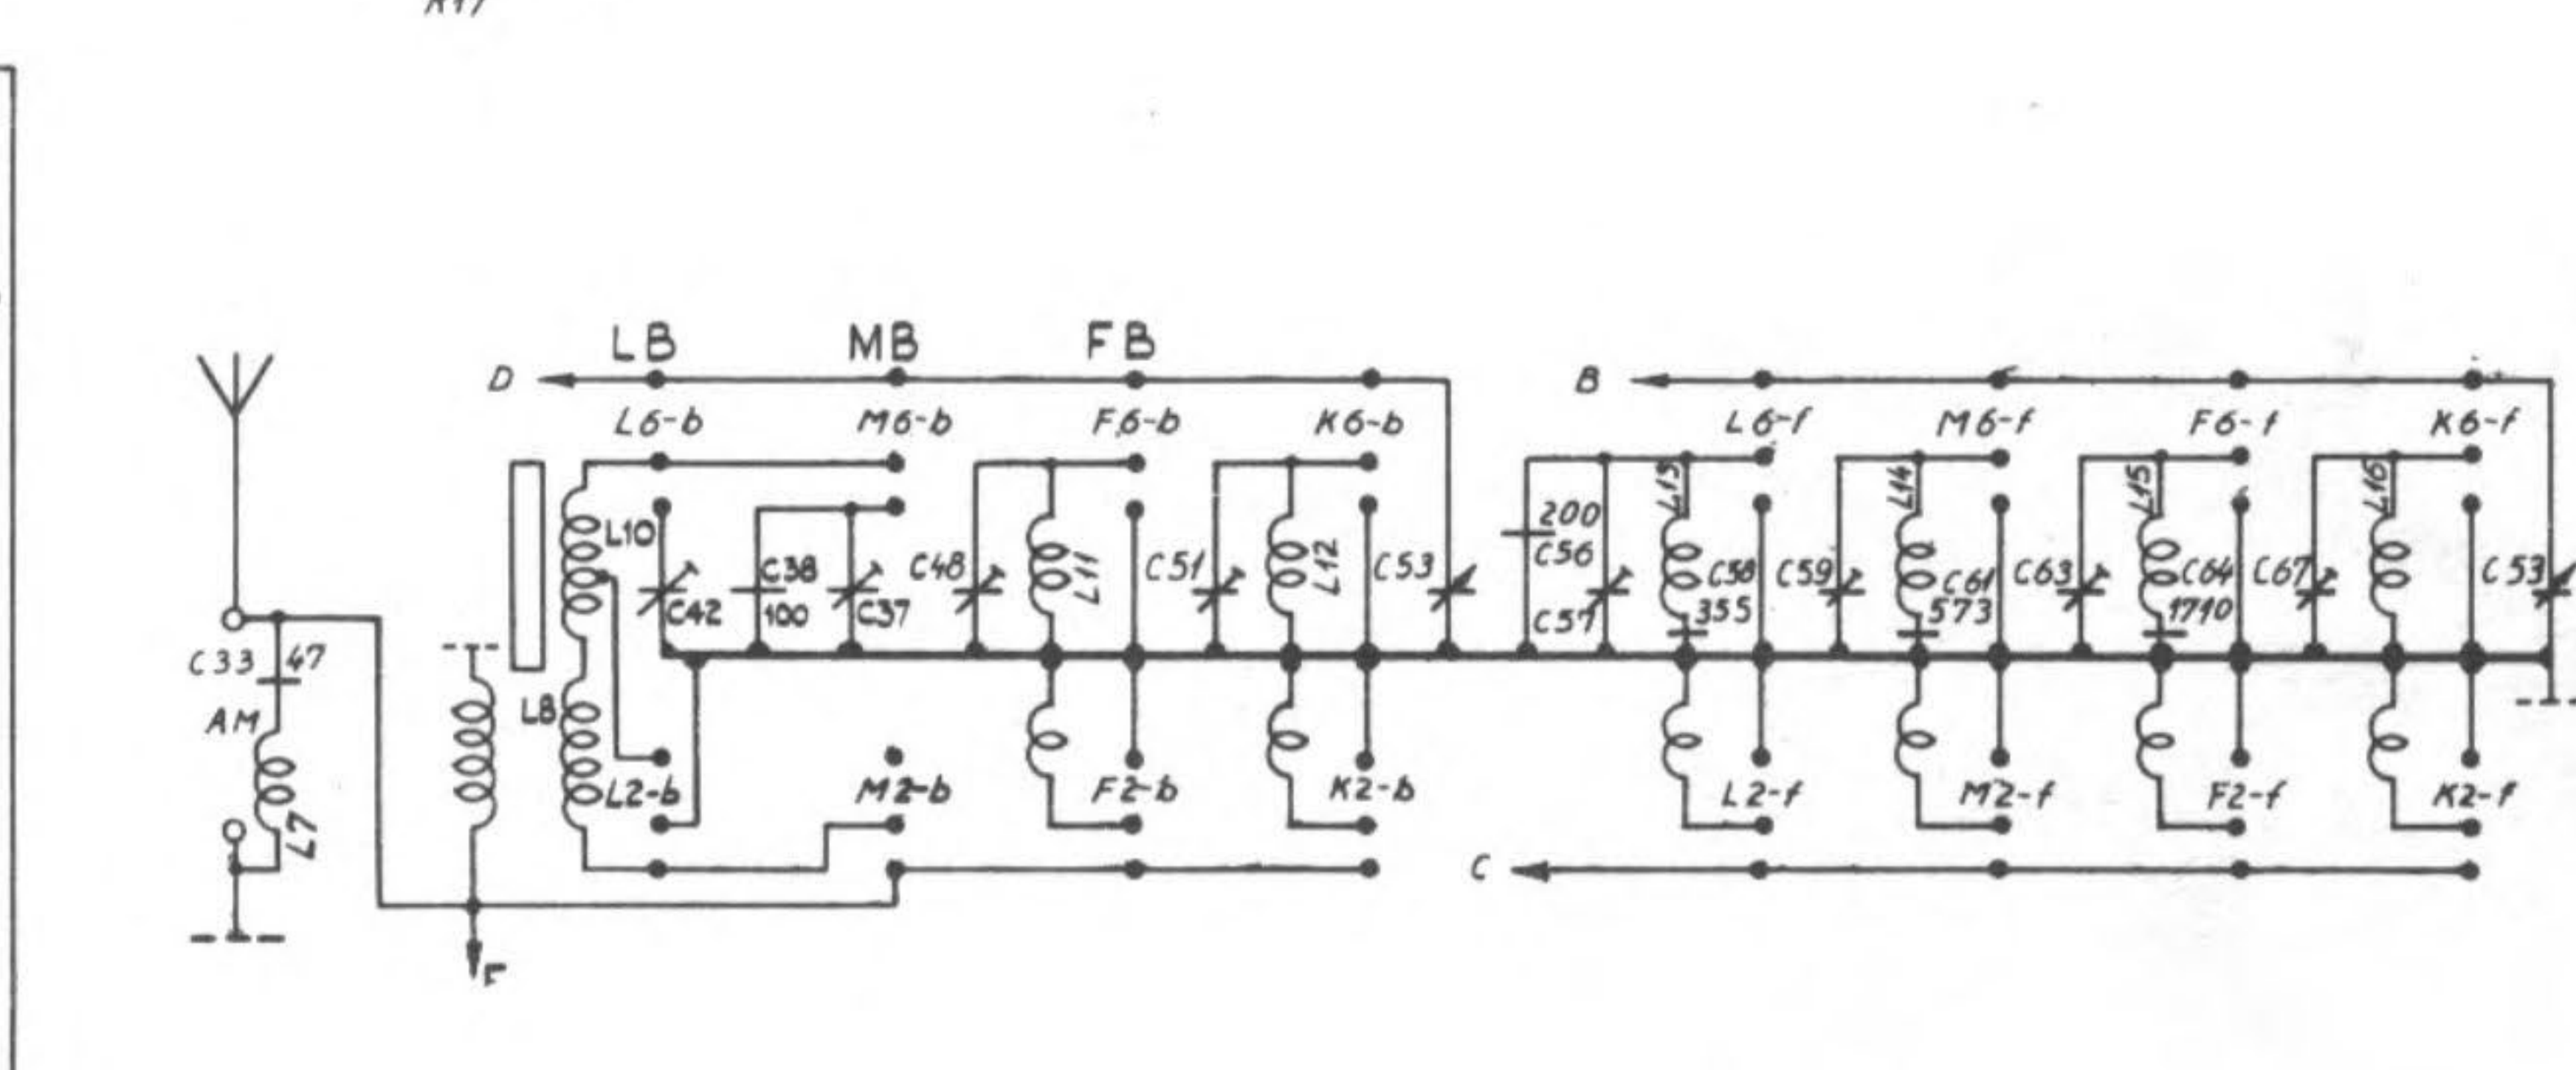 LB MB FB
D B
L6-b M6-b F6-b K6-b L6-f M6-f F6-f K6-f
L13 L14 L15 L16
L10 200
C56
C38 C48 L11 C51 L12 C53 C58 C59 C61 C63 C64 C67 C53
C42 100 C37 C57 355 573 1710
C33 47
AM L8
L2-b M2-b F2-b K2-b L2-f M2-f F2-f K2-f
L7
C